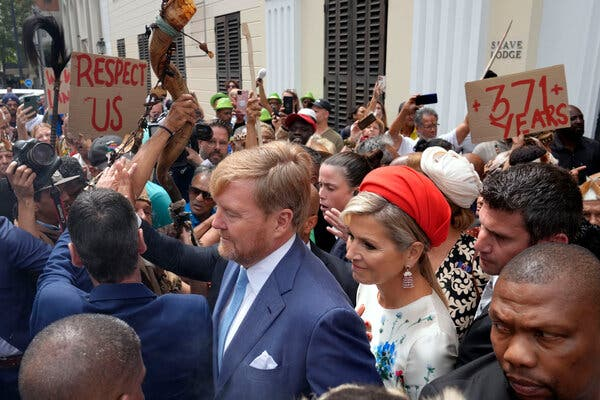 RESPECT
US
SLAVE
LODGE
+ 371
YEARS